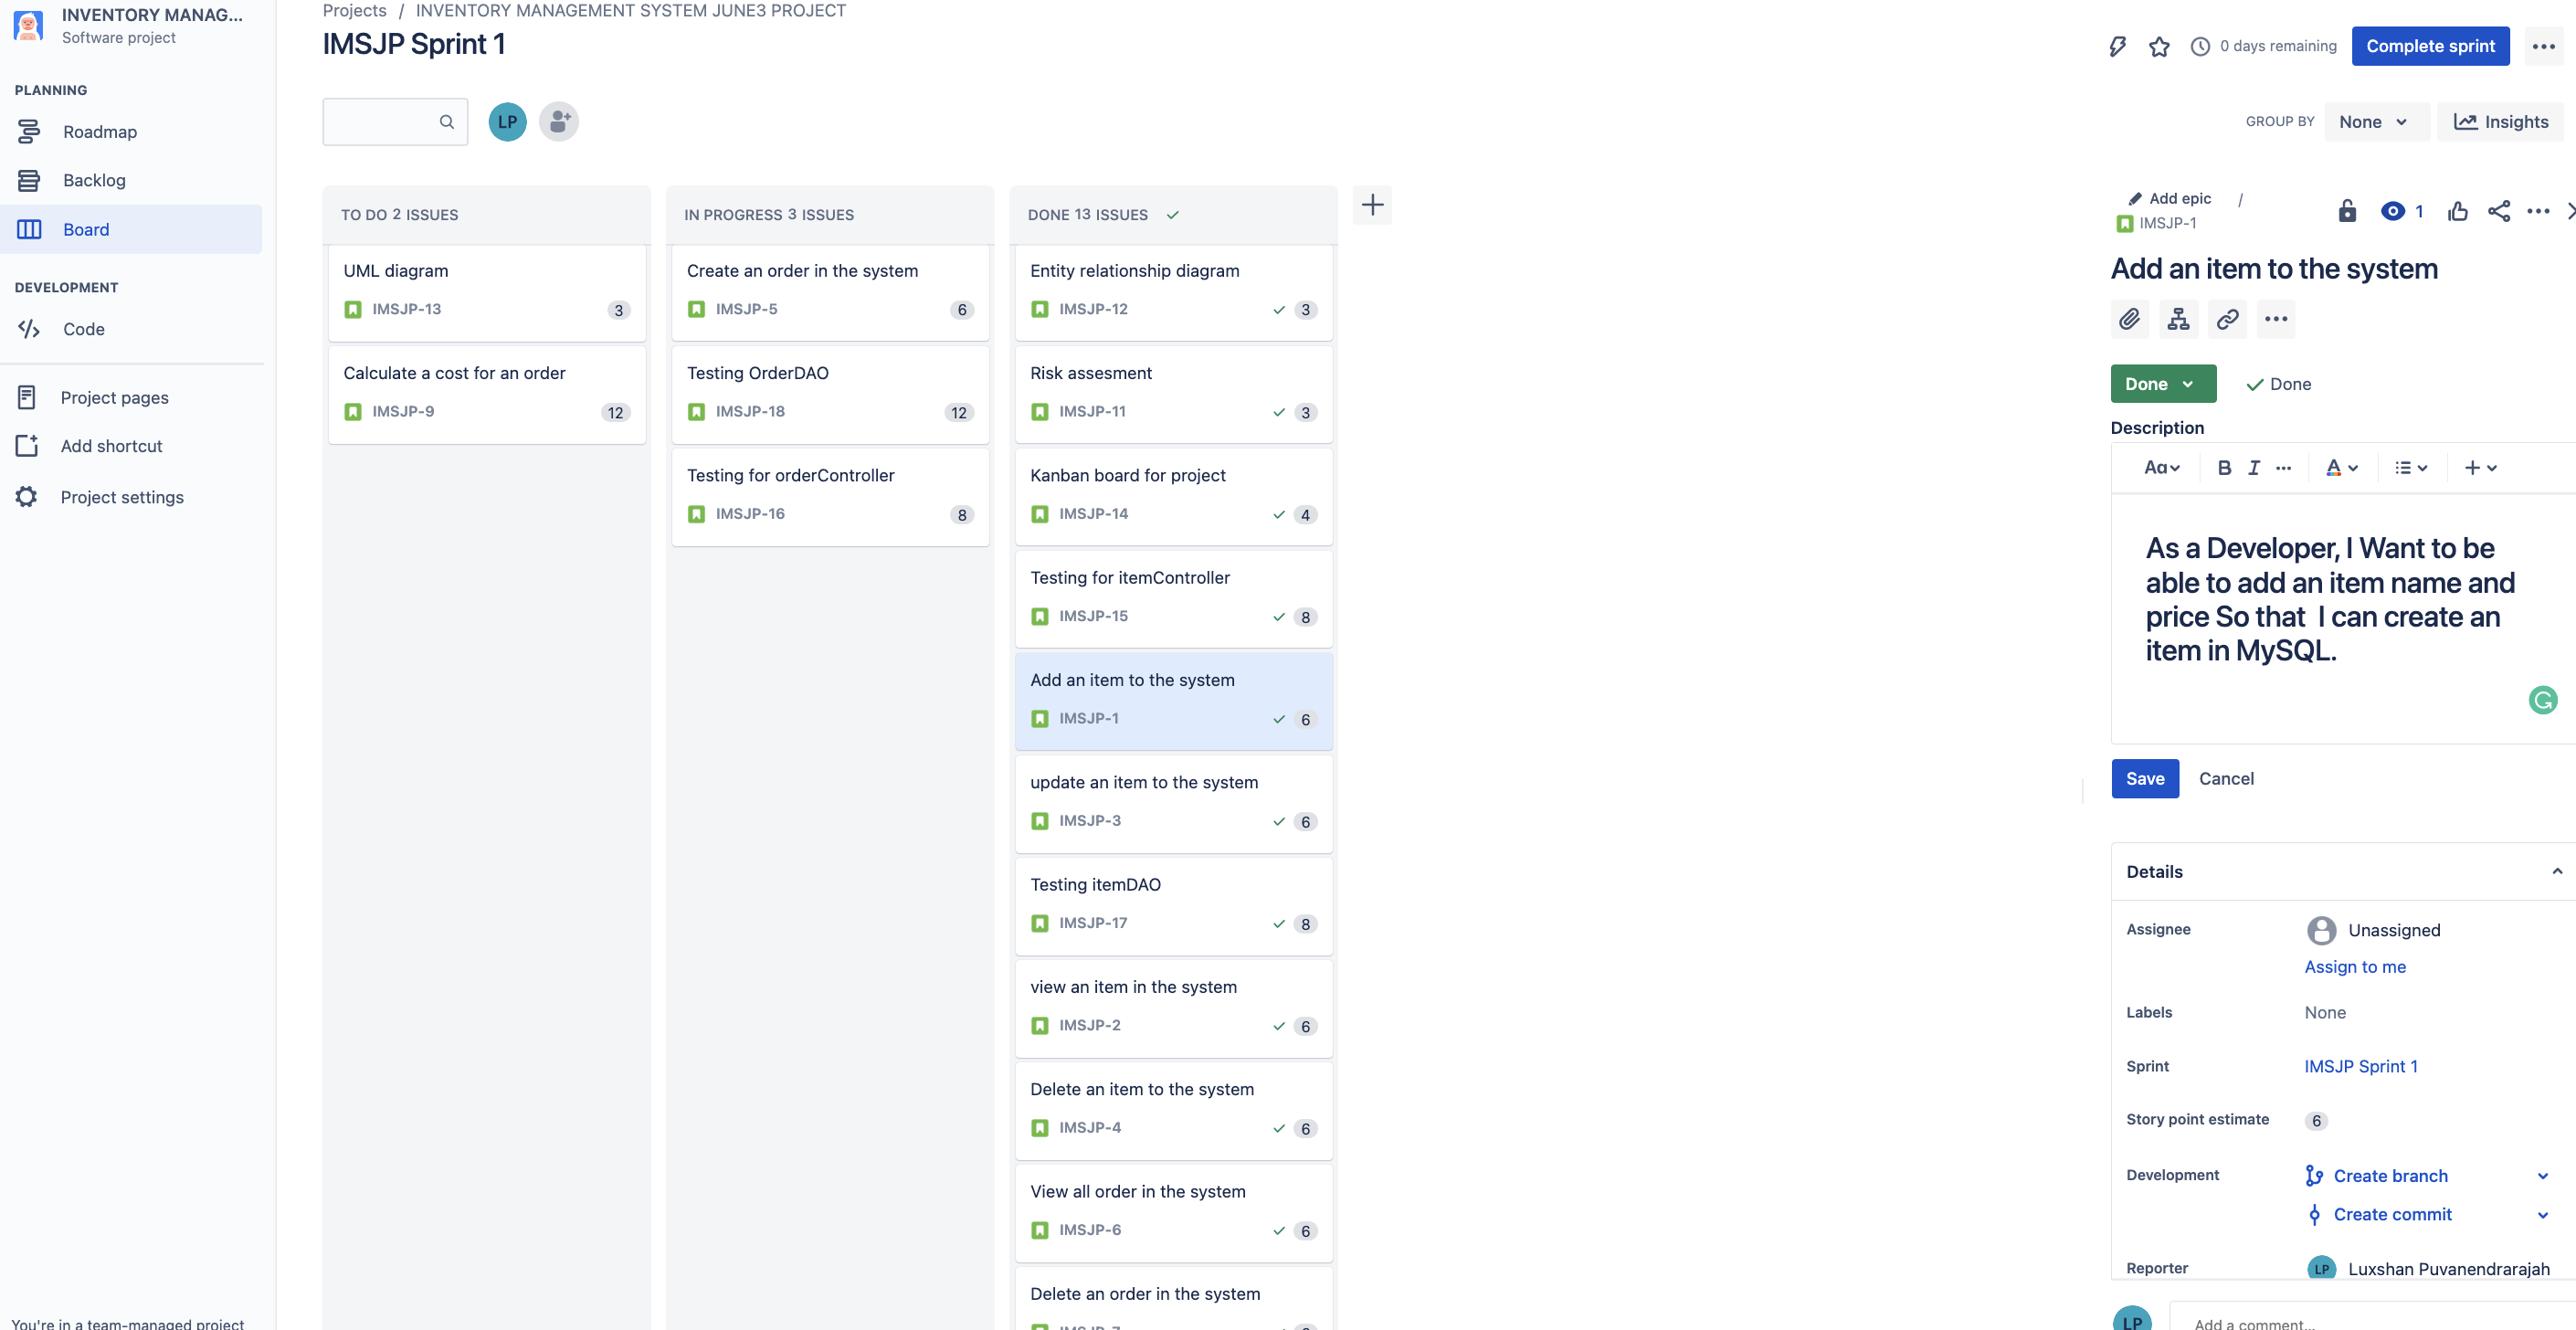 INVENTORY MANAG...
Software project
PLANNING
Roadmap
Backlog
Board
DEVELOPMENT
Code
Project pages
Add shortcut
Project settings
You're in a team-managed project
Projects / INVENTORY MANAGEMENT SYSTEM JUNE3 PROJECT
IMSJP Sprint 1
0 days remaining
Complete sprint
LP
GROUP BY
None
Insights
TO DO 2 ISSUES
UML diagram
IMSJP-13
3
Calculate a cost for an order
IMSJP-9
12
IN PROGRESS 3 ISSUES
Create an order in the system
IMSJP-5
6
Testing OrderDAO
IMSJP-18
12
Testing for orderController
IMSJP-16
8
DONE 13 ISSUES
Entity relationship diagram
IMSJP-12
3
Risk assesment
IMSJP-11
3
Kanban board for project
IMSJP-14
4
Testing for itemController
IMSJP-15
8
Add an item to the system
IMSJP-1
6
update an item to the system
IMSJP-3
6
Testing itemDAO
IMSJP-17
8
view an item in the system
IMSJP-2
6
Delete an item to the system
IMSJP-4
6
View all order in the system
IMSJP-6
6
Delete an order in the system
Add epic /
IMSJP-1
1
Add an item to the system
Done
Done
Description
Aa B I A
As a Developer, I Want to be
able to add an item name and
price So that  I can create an
item in MySQL.
Save
Cancel
Details
Assignee
Unassigned
Assign to me
Labels
None
Sprint
IMSJP Sprint 1
Story point estimate
6
Development
Create branch
Create commit
Reporter
LP
Luxshan Puvanendrarajah
LP
Add a comment...